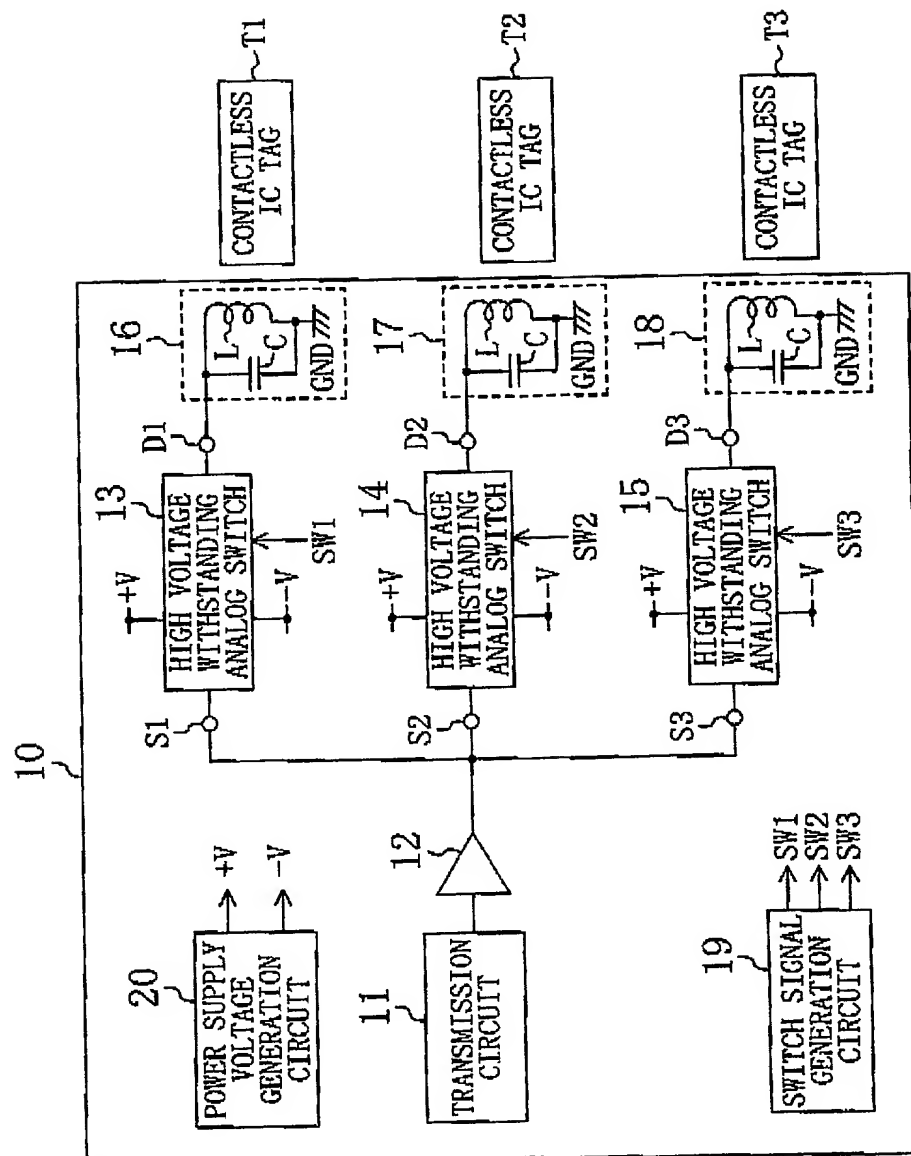 10
20
POWER SUPPLY
VOLTAGE
GENERATION
CIRCUIT
+V
-V
11
TRANSMISSION
CIRCUIT
12
19
SWITCH SIGNAL
GENERATION
CIRCUIT
SW1
SW2
SW3
S1
13
HIGH VOLTAGE
WITHSTANDING
ANALOG SWITCH
+V
-V
SW1
D1
16
L
C
GND
CONTACTLESS
IC TAG
T1
S2
14
HIGH VOLTAGE
WITHSTANDING
ANALOG SWITCH
+V
-V
SW2
D2
17
L
C
GND
CONTACTLESS
IC TAG
T2
S3
15
HIGH VOLTAGE
WITHSTANDING
ANALOG SWITCH
+V
-V
SW3
D3
18
L
C
GND
CONTACTLESS
IC TAG
T3